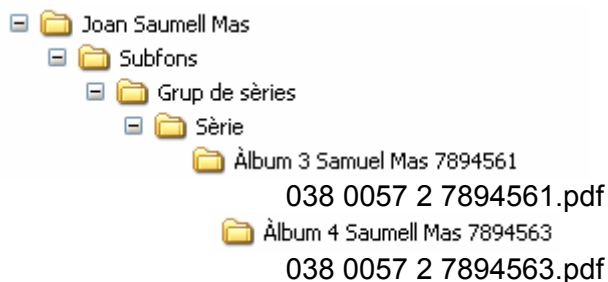 Joan Saumell Mas
Subfons
Grup de sèries
Sèrie
Àlbum 3 Samuel Mas 7894561
038 0057 2 7894561.pdf
Àlbum 4 Saumell Mas 7894563
038 0057 2 7894563.pdf